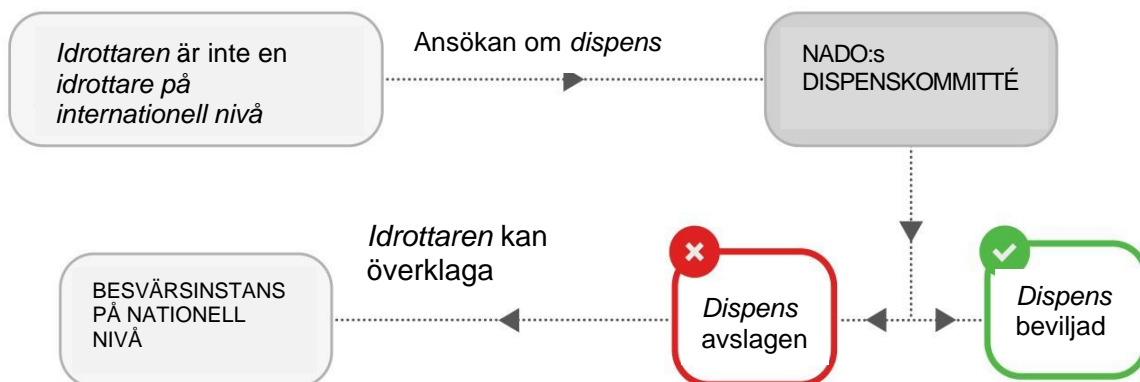 Idrottaren är inte en
idrottare på
internationell nivå
Ansökan om dispens
NADO:s
DISPENSKOMMITTÉ
Idrottaren kan
överklaga
BESVÄRSINSTANS
PÅ NATIONELL
NIVÅ
Dispens
avslagen
Dispens
beviljad